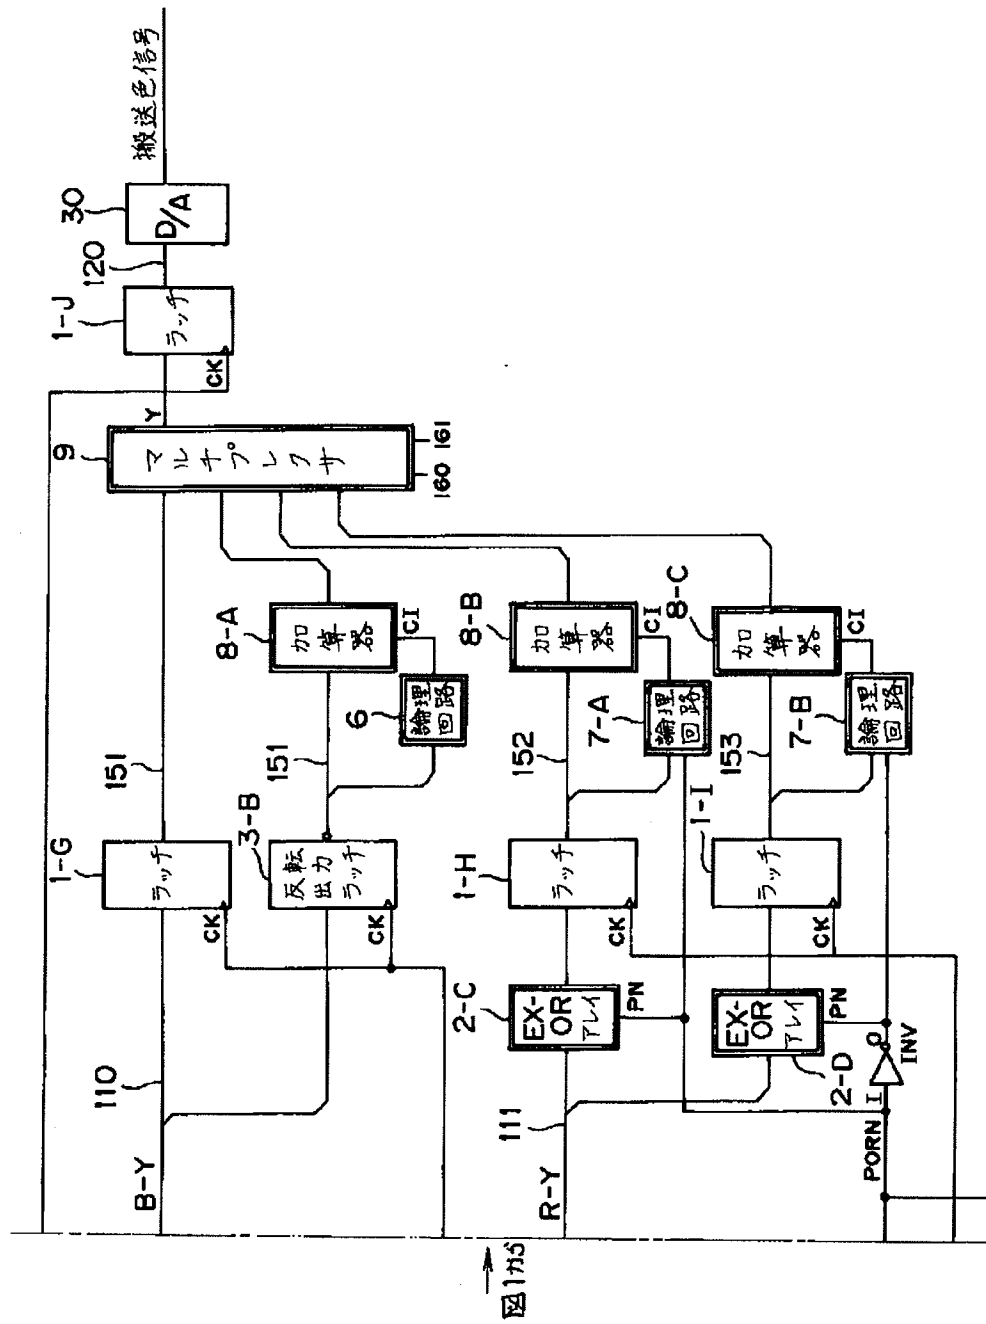 搬送色信号
30
D/A
120
1-J
ラッチ
CK
Y
9
マルチプレクサ
160
161
8-A
加算器
CI
6
論理回路
151
151
1-G
ラッチ
CK
3-B
反転
出力
ラッチ
CK
110
B-Y
8-B
加算器
CI
7-A
論理回路
152
1-H
ラッチ
CK
2-C
EX-
OR
アレイ
PN
111
R-Y
8-C
加算器
CI
7-B
論理回路
153
1-I
ラッチ
CK
2-D
EX-
OR
アレイ
PN
I
O
INV
PORN
図1から